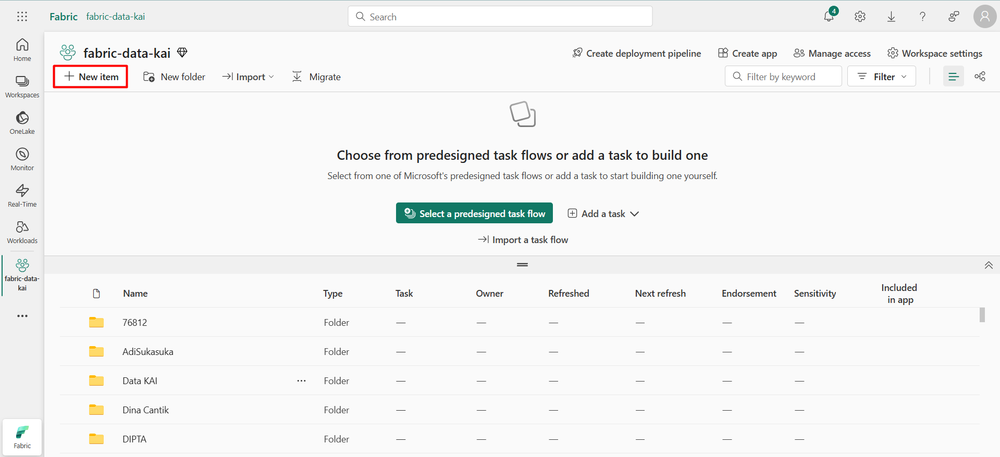 Fabric fabric-data-kai
Search
4
Home
Workspaces
OneLake
Monitor
Real-Time
Workloads
fabric-data-
kai
Fabric
fabric-data-kai
Create deployment pipeline
Create app
Manage access
Workspace settings
New item
New folder
Import
Migrate
Filter by keyword
Filter
Choose from predesigned task flows or add a task to build one
Select from one of Microsoft's predesigned task flows or add a task to start building one yourself.
Select a predesigned task flow
Add a task
Import a task flow
Name Type Task Owner Refreshed Next refresh Endorsement Sensitivity Included
in app
76812 Folder — — — — — —
AdiSukasuka Folder — — — — — —
Data KAI ... Folder — — — — — —
Dina Cantik Folder — — — — — —
DIPTA Folder — — — — — —